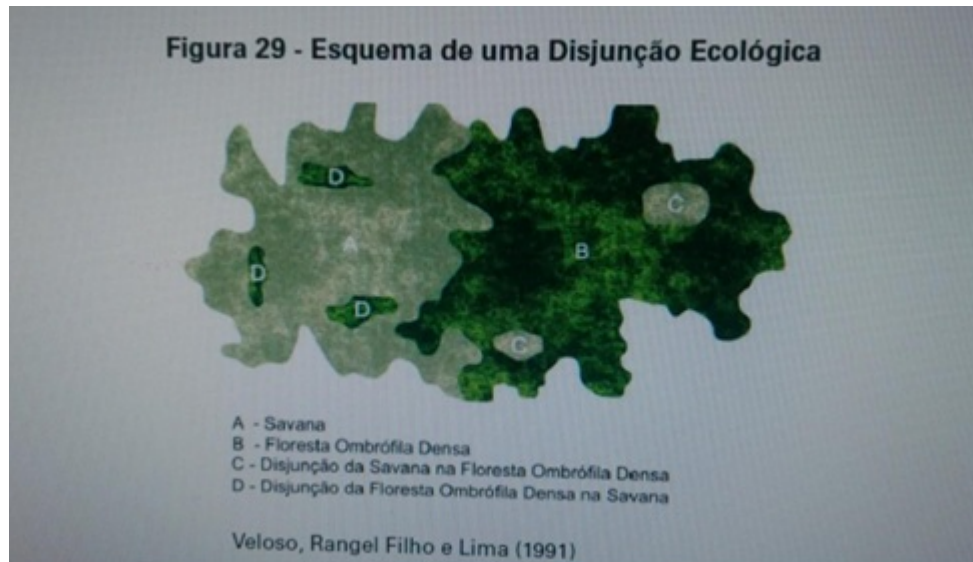 Figura 29 - Esquema de uma Disjunção Ecológica
D
C
A
B
D
D
C
A - Savana
B - Floresta Ombrófila Densa
C - Disjunção da Savana na Floresta Ombrófila Densa
D - Disjunção da Floresta Ombrófila Densa na Savana
Veloso, Rangel Filho e Lima (1991)